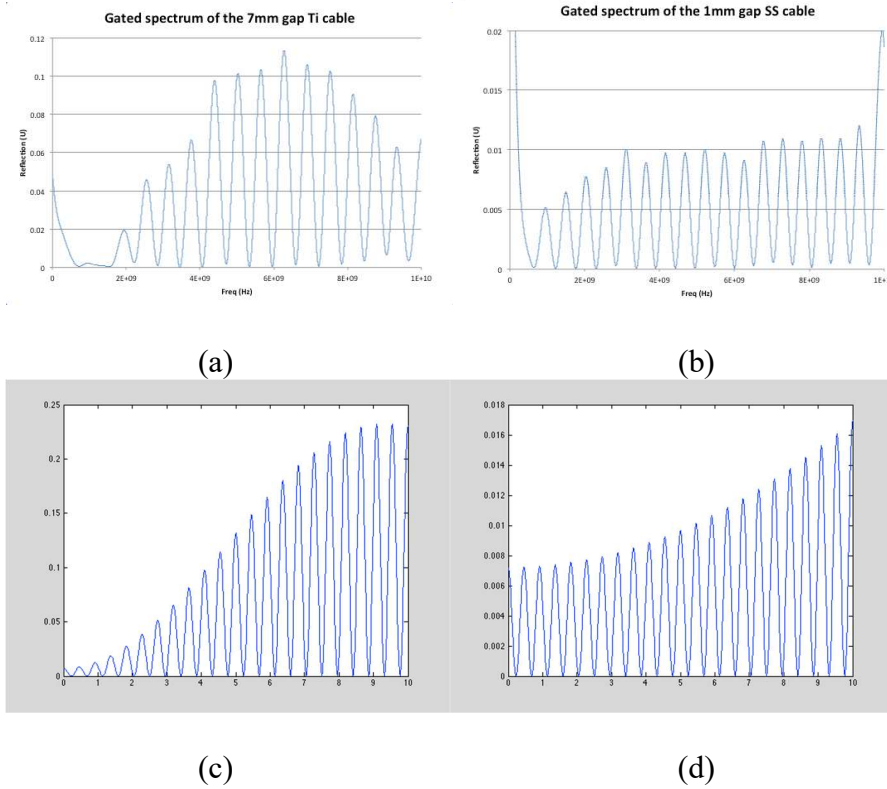 Gated spectrum of the 7mm gap Ti cable
0.12
0.1
0.08
0.06
0.04
0.02
0
Reflection (U)
0 2E+09 4E+09 6E+09 8E+09 1E+10
Freq (Hz)
Gated spectrum of the 1mm gap SS cable
0.02
0.015
0.01
0.005
0
Reflection (U)
0 2E+09 4E+09 6E+09 8E+09 1E+
Freq (Hz)
(a) (b)
0.25
0.2
0.15
0.1
0.05
0
0 1 2 3 4 5 6 7 8 9 10
0.018
0.016
0.014
0.012
0.01
0.008
0.006
0.004
0.002
0
0 1 2 3 4 5 6 7 8 9 10
(c) (d)